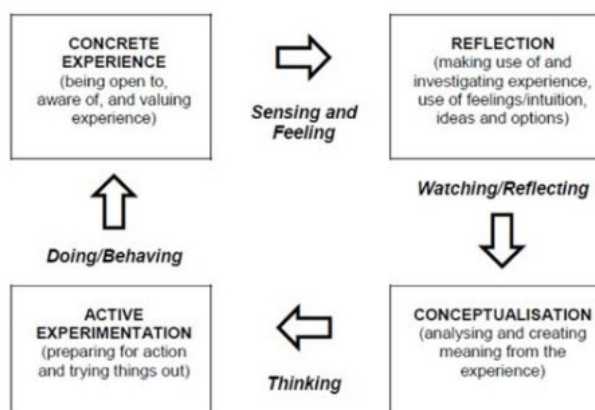 CONCRETE
EXPERIENCE
(being open to,
aware of, and valuing
experience)
Sensing and
Feeling
REFLECTION
(making use of and
investigating experience,
use of feelings/intuition,
ideas and options)
Watching/Reflecting
Doing/Behaving
ACTIVE
EXPERIMENTATION
(preparing for action
and trying things out)
Thinking
CONCEPTUALISATION
(analysing and creating
meaning from the
experience)